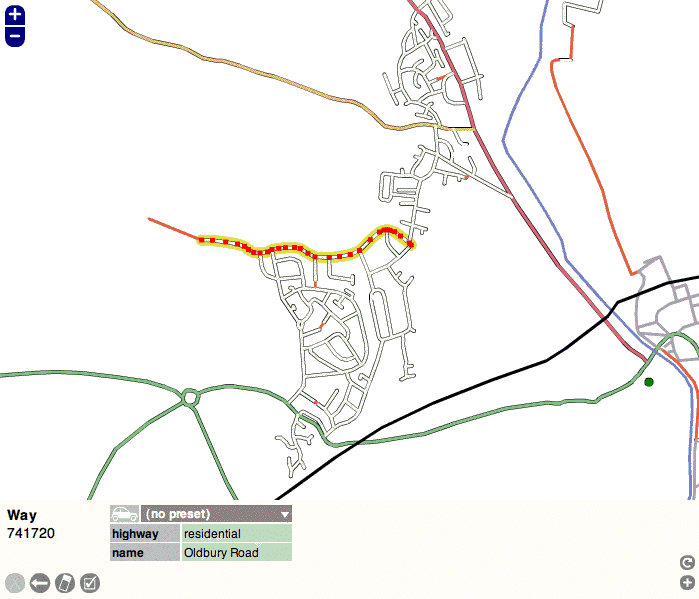 +
−
Way
741720
(no preset)
highway residential
name Oldbury Road
+